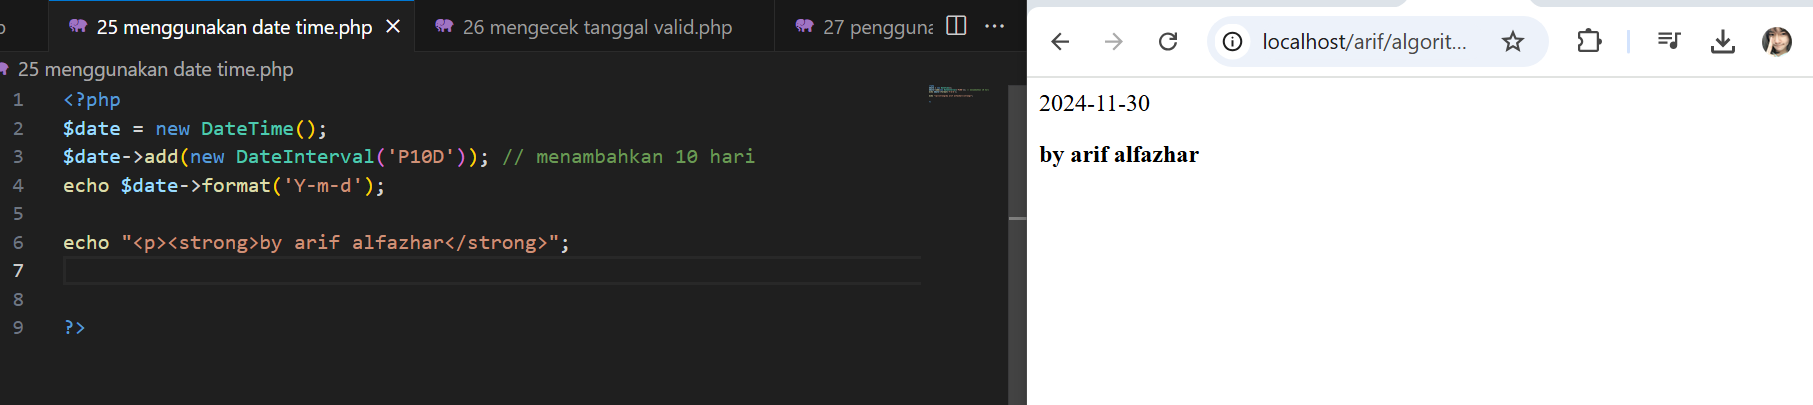 25 menggunakan date time.php
26 mengecek tanggal valid.php
27 pengguna
25 menggunakan date time.php
1 <?php
2 $date = new DateTime();
3 $date->add(new DateInterval('P10D')); // menambahkan 10 hari
4 echo $date->format('Y-m-d');
5
6 echo "<p><strong>by arif alfazhar</strong>";
7
8
9 ?>
localhost/arif/algorit...
2024-11-30
by arif alfazhar